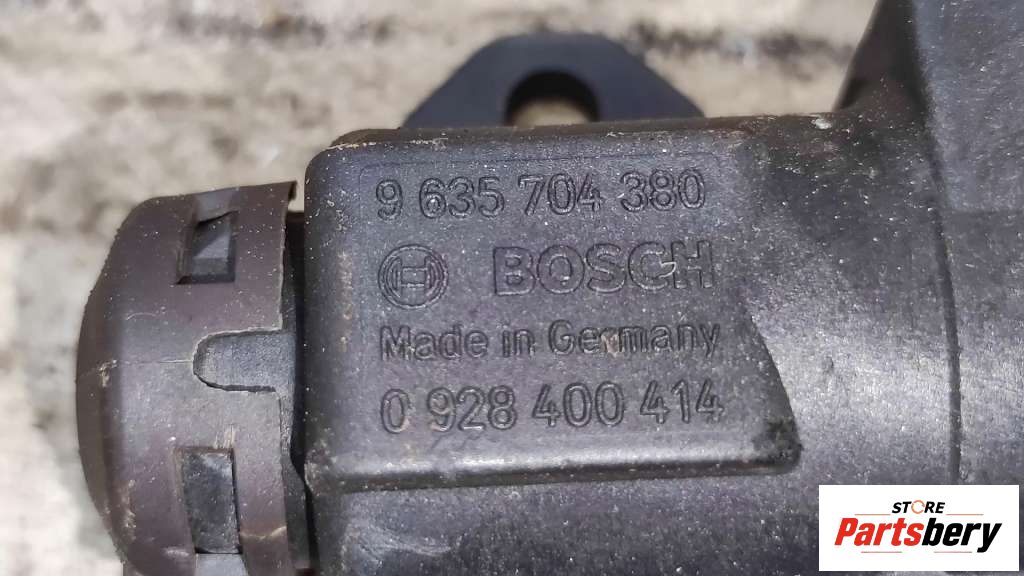 9 635 704 380
BOSCH
Made in Germany
0 928 400 414
STORE
Partsbery